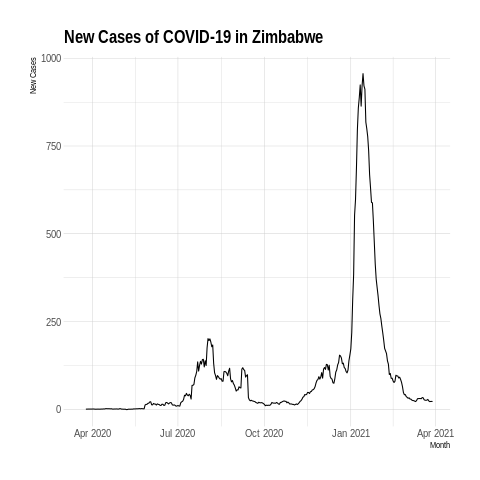 New Cases of COVID-19 in Zimbabwe
New Cases
1000
750
500
250
0
Apr 2020
Jul 2020
Oct 2020
Jan 2021
Apr 2021
Month